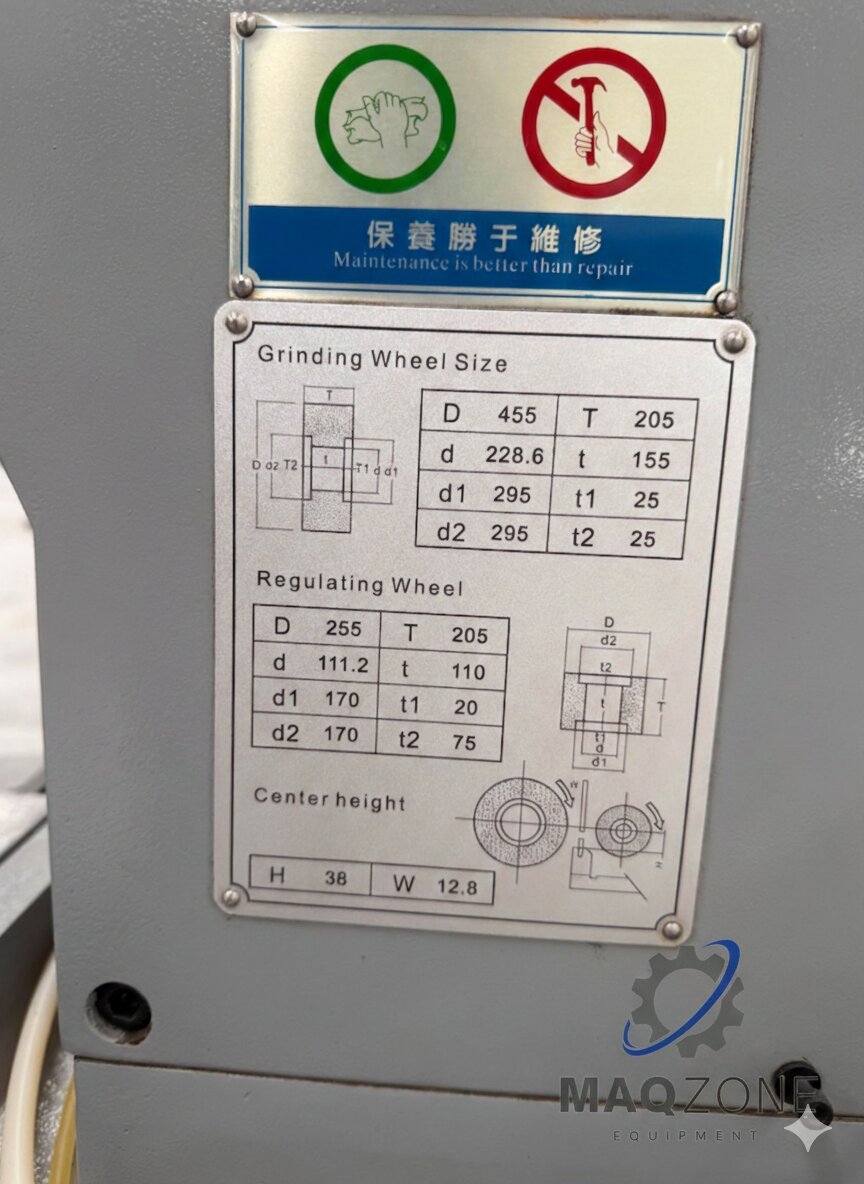 保養勝于維修
Maintenance is better than repair
Grinding Wheel Size
T
D d2 T2 t T1 d d1
D 455 T 205
d 228.6 t 155
d1 295 t1 25
d2 295 t2 25
Regulating Wheel
D 255 T 205
d 111.2 t 110
d1 170 t1 20
d2 170 t2 75
D
d2
t2
t T
t1
d
d1
Center height
W
H
H 38 W 12.8
MAQZONE
EQUIPMENT